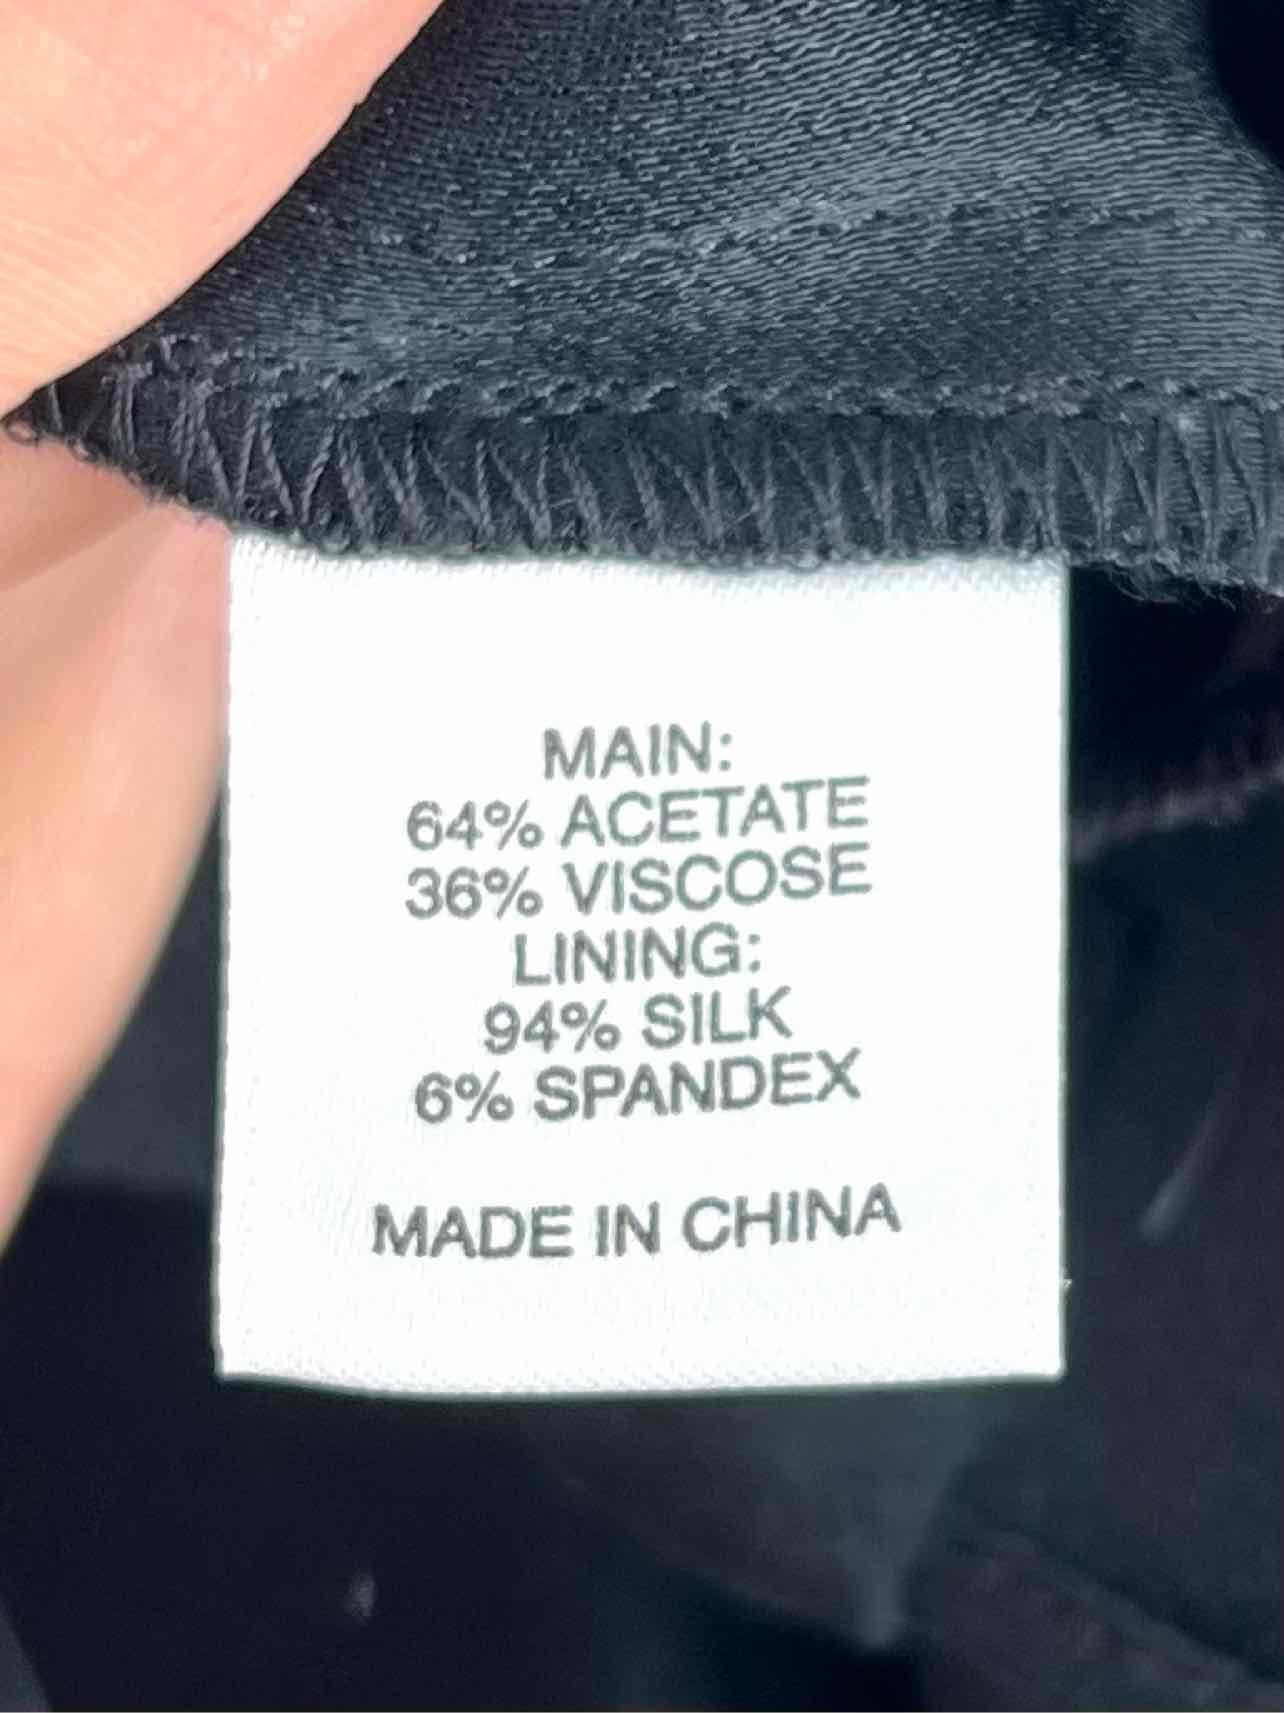 MAIN:
64% ACETATE
36% VISCOSE
LINING:
94% SILK
6% SPANDEX
MADE IN CHINA